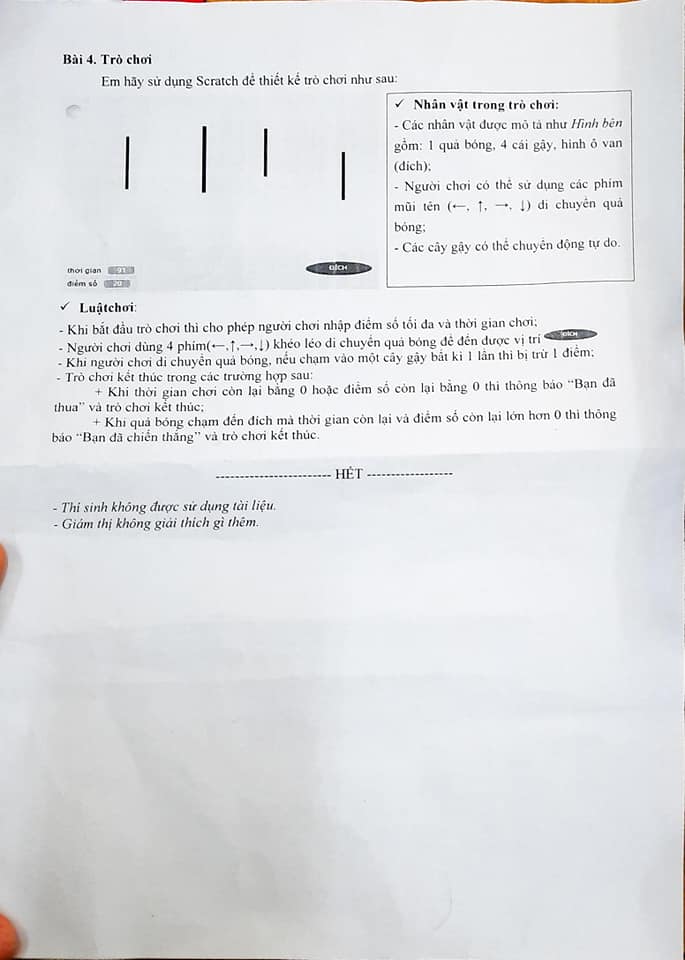 Bài 4. Trò chơi
Em hãy sử dụng Scratch để thiết kế trò chơi như sau:
thời gian 91
điểm số 20
ĐÍCH
✓ Nhân vật trong trò chơi:
- Các nhân vật được mô tả như Hình bên
gồm: 1 quả bóng, 4 cái gậy, hình ô van
(đích);
- Người chơi có thể sử dụng các phím
mũi tên (←, ↑, →, ↓) di chuyển quả
bóng;
- Các cây gậy có thể chuyển động tự do.
✓ Luậtchơi:
- Khi bắt đầu trò chơi thì cho phép người chơi nhập điểm số tối đa và thời gian chơi;
- Người chơi dùng 4 phím(←,↑,→,↓) khéo léo di chuyển quả bóng để đến được vị trí ĐÍCH
- Khi người chơi di chuyển quả bóng, nếu chạm vào một cây gậy bất kì 1 lần thì bị trừ 1 điểm;
- Trò chơi kết thúc trong các trường hợp sau:
+ Khi thời gian chơi còn lại bằng 0 hoặc điểm số còn lại bằng 0 thì thông báo “Bạn đã
thua” và trò chơi kết thúc;
+ Khi quả bóng chạm đến đích mà thời gian còn lại và điểm số còn lại lớn hơn 0 thì thông
báo “Bạn đã chiến thắng” và trò chơi kết thúc.
------------------------ HẾT ------------------
- Thí sinh không được sử dụng tài liệu.
- Giám thị không giải thích gì thêm.